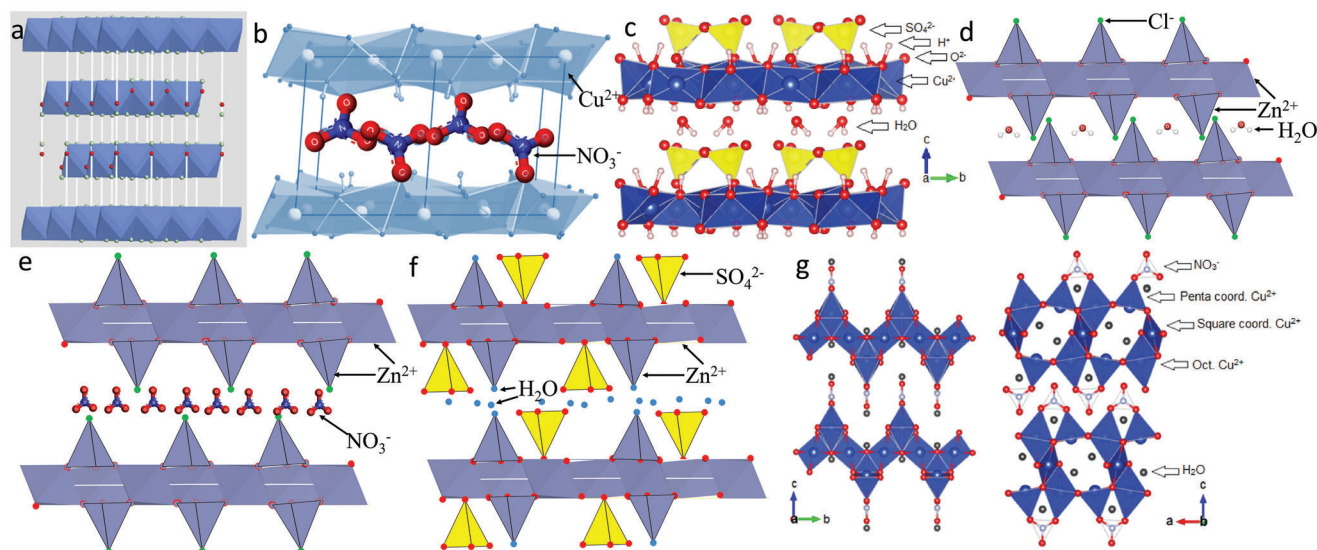 a
b
O
N
O
N
O
O
O
O
N
O
O
N
O
O
Cu²⁺
NO₃⁻
c
SO₄²⁻
H⁺
O²⁻
Cu²⁺
H₂O
c
a
b
d
Cl⁻
Zn²⁺
H₂O
e
Zn²⁺
NO₃⁻
f
SO₄²⁻
Zn²⁺
H₂O
g
c
a
b
NO₃⁻
Penta coord. Cu²⁺
Square coord. Cu²⁺
Oct. Cu²⁺
H₂O
c
a
b